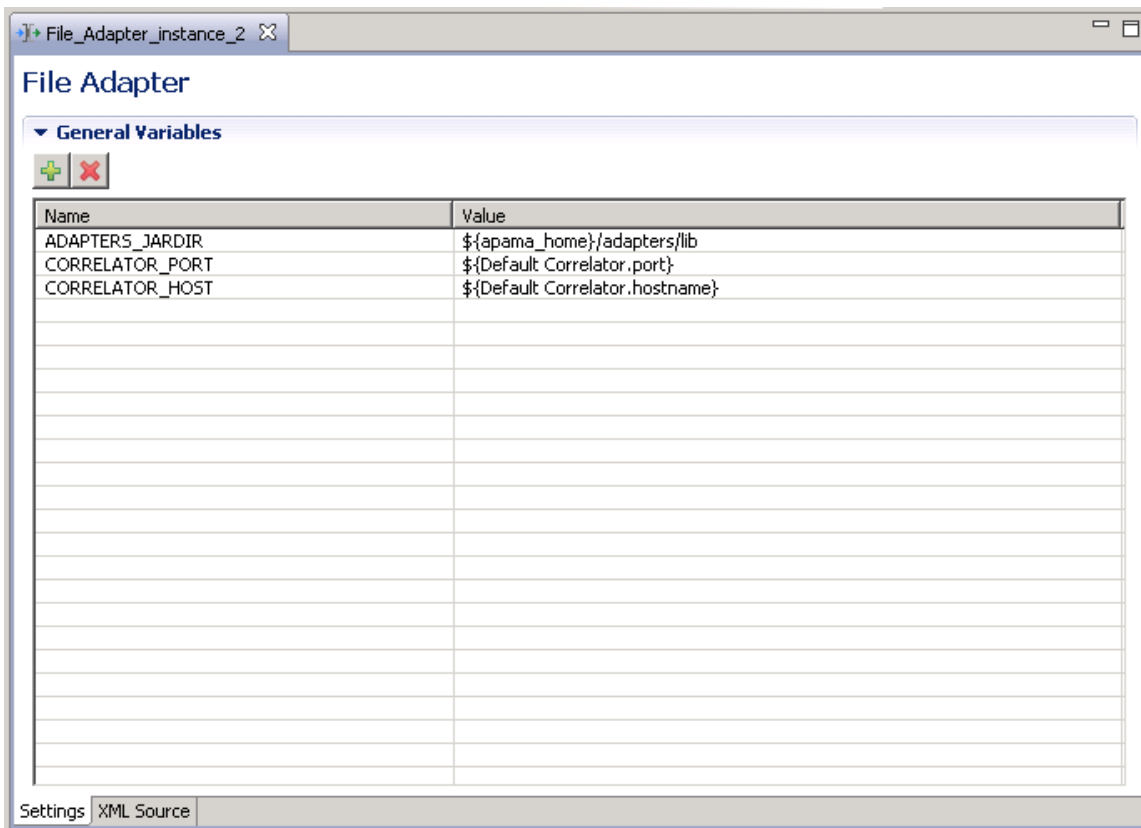 File_Adapter_instance_2
File Adapter
General Variables
Name Value
ADAPTERS_JARDIR ${apama_home}/adapters/lib
CORRELATOR_PORT ${Default Correlator.port}
CORRELATOR_HOST ${Default Correlator.hostname}
Settings XML Source